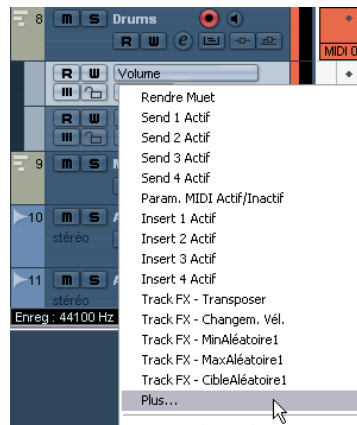 8 m S Drums
R W e
MIDI 0
R W Volume
Rendre Muet
Send 1 Actif
R W
Send 2 Actif
Send 3 Actif
9 m S
Send 4 Actif
Param. MIDI Actif/Inactif
10 m S
Insert 1 Actif
stéréo
Insert 2 Actif
Insert 3 Actif
11 m S
Insert 4 Actif
stéréo
Track FX - Transposer
Enreg : 44100 Hz
Track FX - Changem. Vél.
Track FX - MinAléatoire1
Track FX - MaxAléatoire1
Track FX - CibleAléatoire1
Plus...